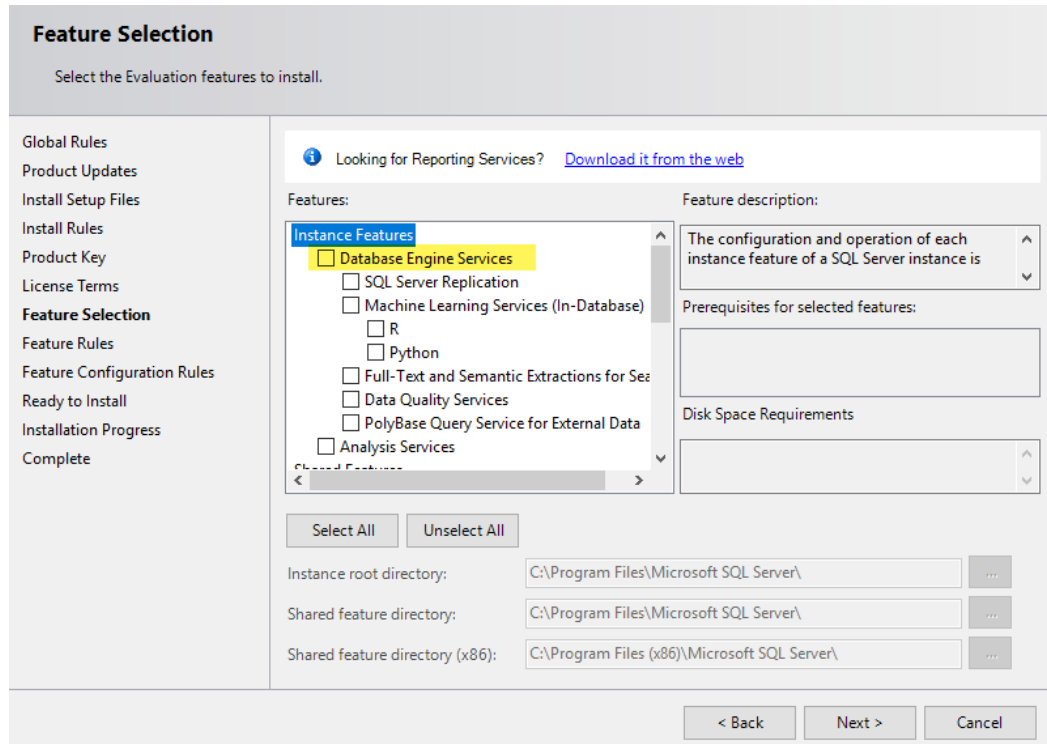 Feature Selection
Select the Evaluation features to install.
Global Rules
Product Updates
Install Setup Files
Install Rules
Product Key
License Terms
Feature Selection
Feature Rules
Feature Configuration Rules
Ready to Install
Installation Progress
Complete
Looking for Reporting Services? Download it from the web
Features:
Instance Features
Database Engine Services
SQL Server Replication
Machine Learning Services (In-Database)
R
Python
Full-Text and Semantic Extractions for Sea
Data Quality Services
PolyBase Query Service for External Data
Analysis Services
Shared Features
Feature description:
The configuration and operation of each
instance feature of a SQL Server instance is
Prerequisites for selected features:
Disk Space Requirements
Select All
Unselect All
Instance root directory: C:\Program Files\Microsoft SQL Server\ ...
Shared feature directory: C:\Program Files\Microsoft SQL Server\ ...
Shared feature directory (x86): C:\Program Files (x86)\Microsoft SQL Server\ ...
< Back
Next >
Cancel